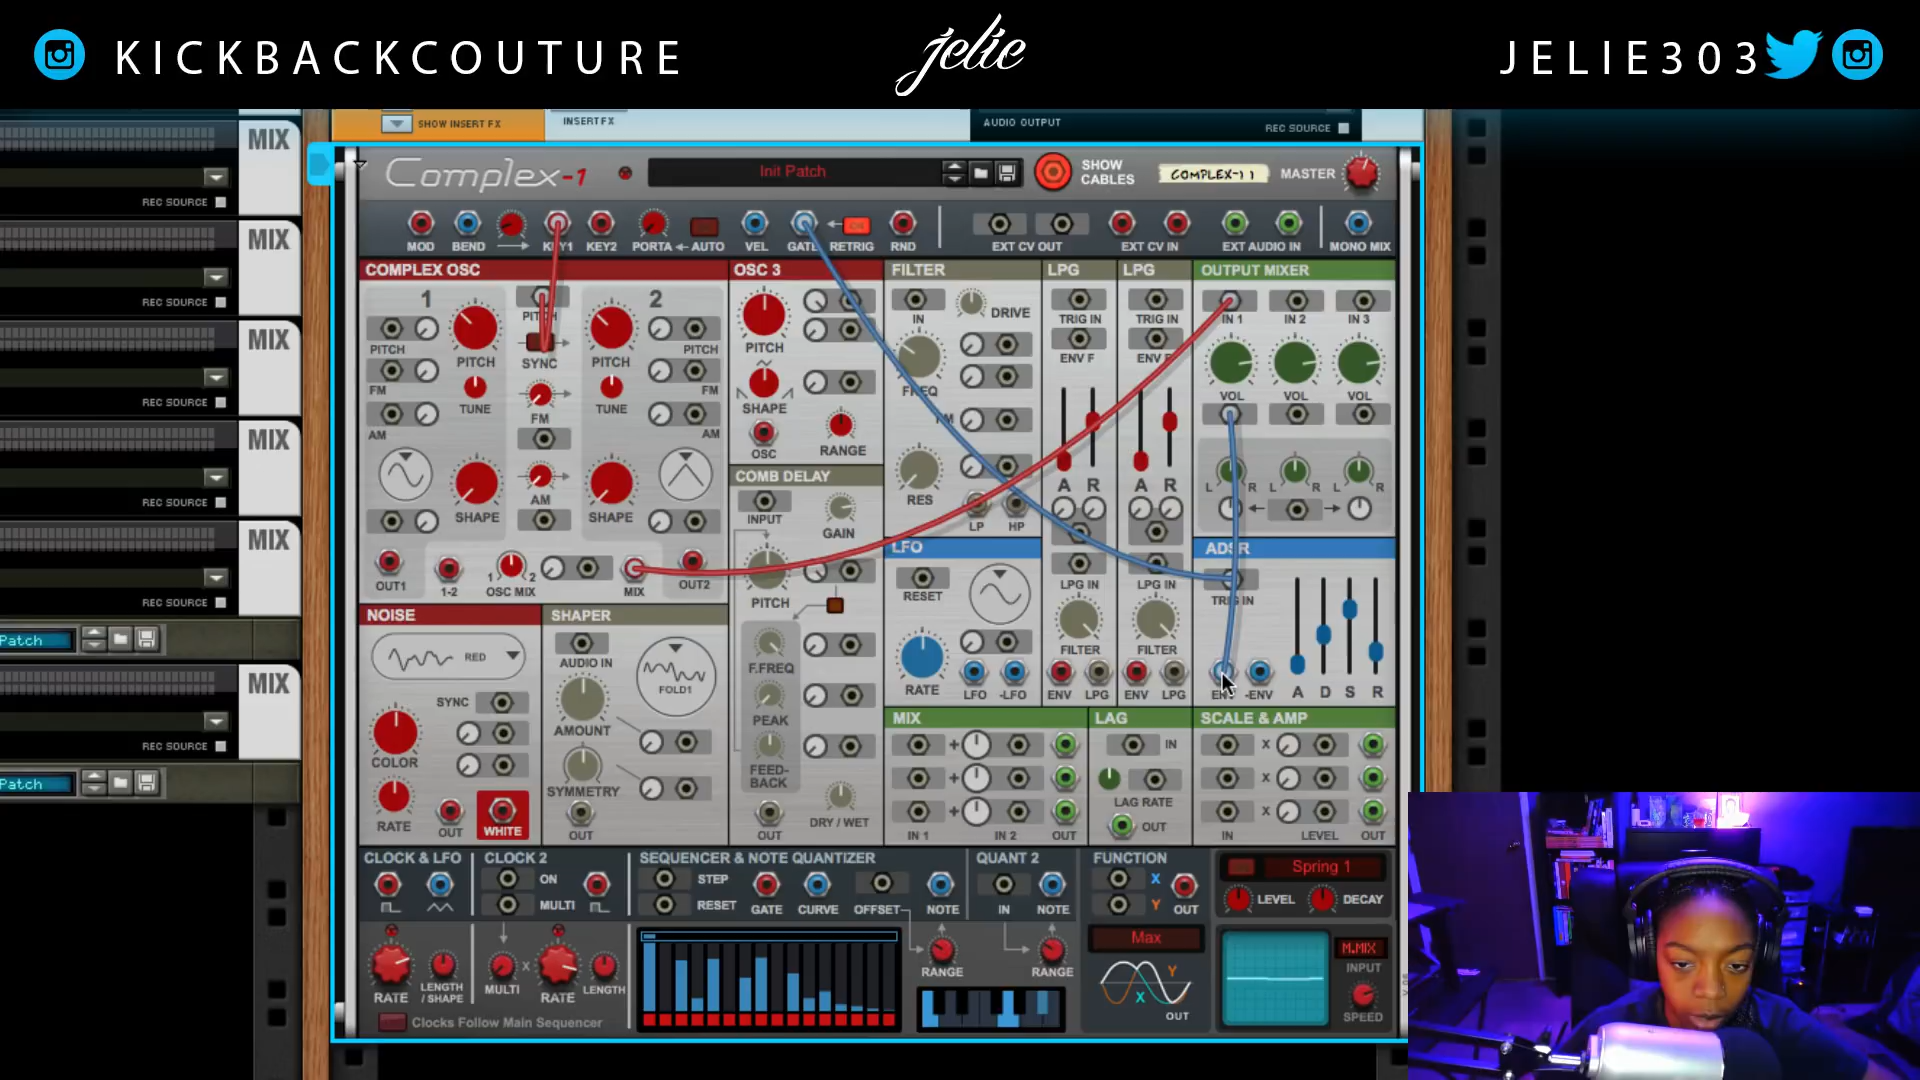 KICKBACKCOUTURE jelie JELIE303
SHOW INSERT FX INSERT FX AUDIO OUTPUT REC SOURCE
MIX
REC SOURCE
MIX
REC SOURCE
MIX
REC SOURCE
MIX
REC SOURCE
MIX
REC SOURCE
Patch
MIX
REC SOURCE
Patch
Complex-1 Init Patch SHOW CABLES COMPLEX-1 1 MASTER
MOD BEND KEY1 KEY2 PORTA AUTO VEL GATE RETRIG RND EXT CV OUT EXT CV IN EXT AUDIO IN MONO MIX
COMPLEX OSC
1 2
PITCH PITCH PITCH PITCH PITCH
SYNC
FM TUNE FM TUNE FM
AM AM AM
SHAPE SHAPE
OUT1 1-2 1 2 OSC MIX MIX OUT2
OSC 3
PITCH
SHAPE
OSC RANGE
COMB DELAY
INPUT GAIN
PITCH
F.FREQ
PEAK
FEED-
BACK
OUT DRY / WET
FILTER
IN DRIVE
FREQ
RES
LP HP
LFO
RESET
RATE LFO -LFO
LPG
TRIG IN
ENV F
A R
LPG IN
FILTER
ENV LPG
LPG
TRIG IN
ENV F
A R
LPG IN
FILTER
ENV LPG
OUTPUT MIXER
IN 1 IN 2 IN 3
VOL VOL VOL
L R L R L R
ADSR
TRIG IN
ENV -ENV A D S R
NOISE
RED
SYNC
COLOR
RATE OUT WHITE
SHAPER
AUDIO IN
FOLD1
AMOUNT
SYMMETRY
OUT
MIX
+
+
+
IN 1 IN 2 OUT
LAG
IN
LAG RATE
OUT
SCALE & AMP
X
X
X
IN LEVEL OUT
CLOCK & LFO
RATE LENGTH / SHAPE
Clocks Follow Main Sequencer
CLOCK 2
ON
MULTI
MULTI X RATE LENGTH
SEQUENCER & NOTE QUANTIZER
STEP
RESET GATE CURVE OFFSET NOTE
RANGE
QUANT 2
IN NOTE
RANGE
FUNCTION
X
Y OUT
Max
Y
X
OUT
Spring 1
LEVEL DECAY
M.MIX
INPUT
SPEED